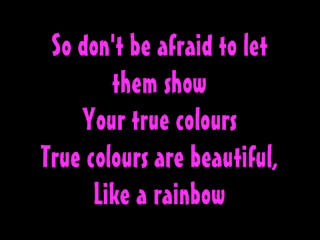 So don't be afraid to let
them show
Your true colours
True colours are beautiful,
Like a rainbow